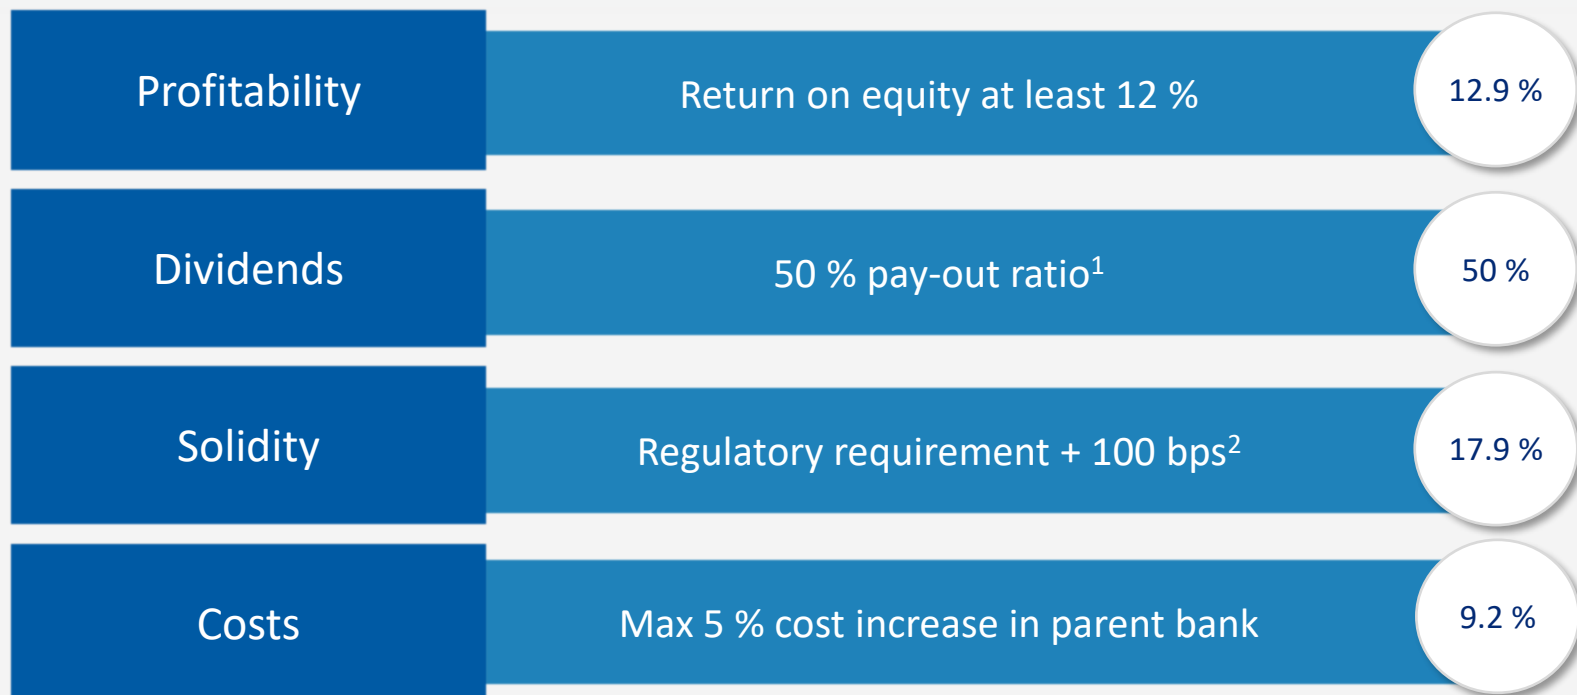 Profitability
Return on equity at least 12 %
12.9 %
Dividends
50 % pay-out ratio¹
50 %
Solidity
Regulatory requirement + 100 bps²
17.9 %
Costs
Max 5 % cost increase in parent bank
9.2 %